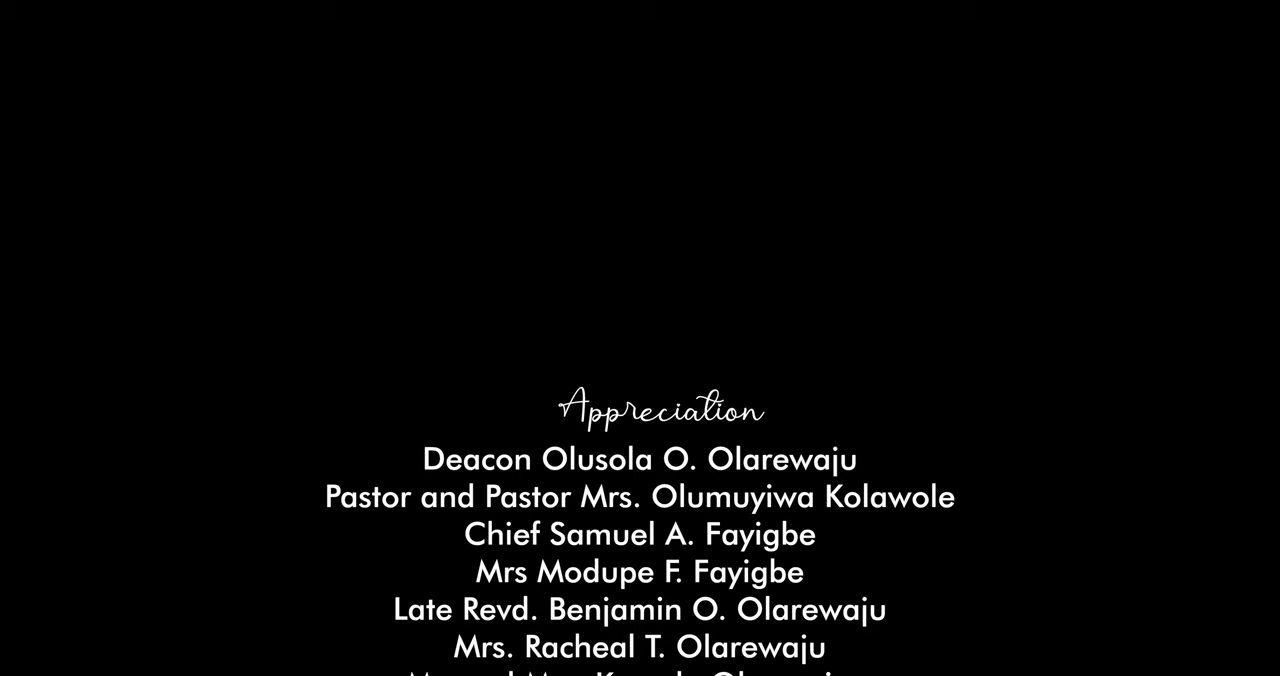 Appreciation
Deacon Olusola O. Olarewaju
Pastor and Pastor Mrs. Olumuyiwa Kolawole
Chief Samuel A. Fayigbe
Mrs Modupe F. Fayigbe
Late Revd. Benjamin O. Olarewaju
Mrs. Racheal T. Olarewaju